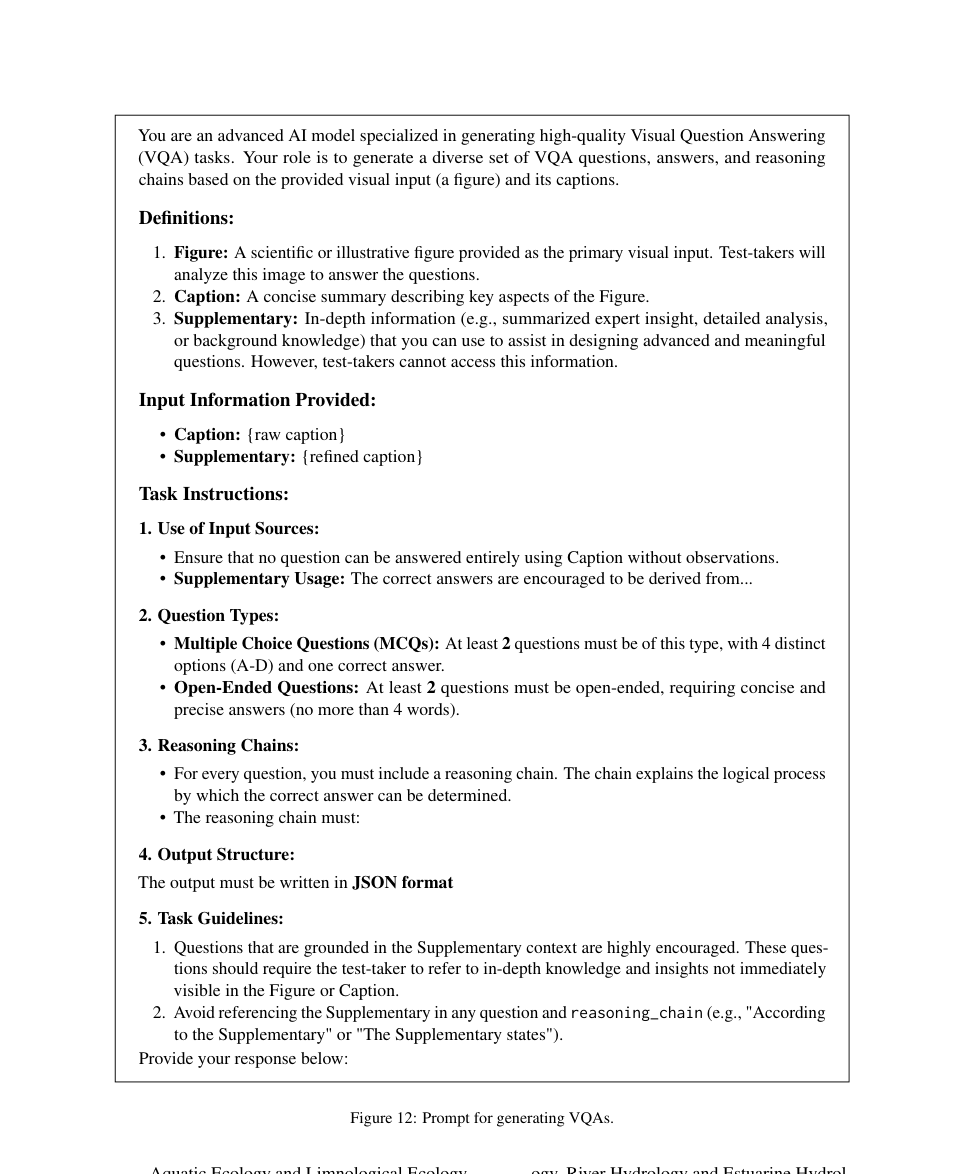 You are an advanced AI model specialized in generating high-quality Visual Question Answering
(VQA) tasks. Your role is to generate a diverse set of VQA questions, answers, and reasoning
chains based on the provided visual input (a figure) and its captions.
Definitions:
1. Figure: A scientific or illustrative figure provided as the primary visual input. Test-takers will
analyze this image to answer the questions.
2. Caption: A concise summary describing key aspects of the Figure.
3. Supplementary: In-depth information (e.g., summarized expert insight, detailed analysis,
or background knowledge) that you can use to assist in designing advanced and meaningful
questions. However, test-takers cannot access this information.
Input Information Provided:
• Caption: {raw caption}
• Supplementary: {refined caption}
Task Instructions:
1. Use of Input Sources:
• Ensure that no question can be answered entirely using Caption without observations.
• Supplementary Usage: The correct answers are encouraged to be derived from...
2. Question Types:
• Multiple Choice Questions (MCQs): At least 2 questions must be of this type, with 4 distinct
options (A-D) and one correct answer.
• Open-Ended Questions: At least 2 questions must be open-ended, requiring concise and
precise answers (no more than 4 words).
3. Reasoning Chains:
• For every question, you must include a reasoning chain. The chain explains the logical process
by which the correct answer can be determined.
• The reasoning chain must:
4. Output Structure:
The output must be written in JSON format
5. Task Guidelines:
1. Questions that are grounded in the Supplementary context are highly encouraged. These ques-
tions should require the test-taker to refer to in-depth knowledge and insights not immediately
visible in the Figure or Caption.
2. Avoid referencing the Supplementary in any question and reasoning_chain (e.g., "According
to the Supplementary" or "The Supplementary states").
Provide your response below:
Figure 12: Prompt for generating VQAs.
Aquatic Ecology and Limnological Ecology
ogy, River Hydrology and Estuarine Hydrol